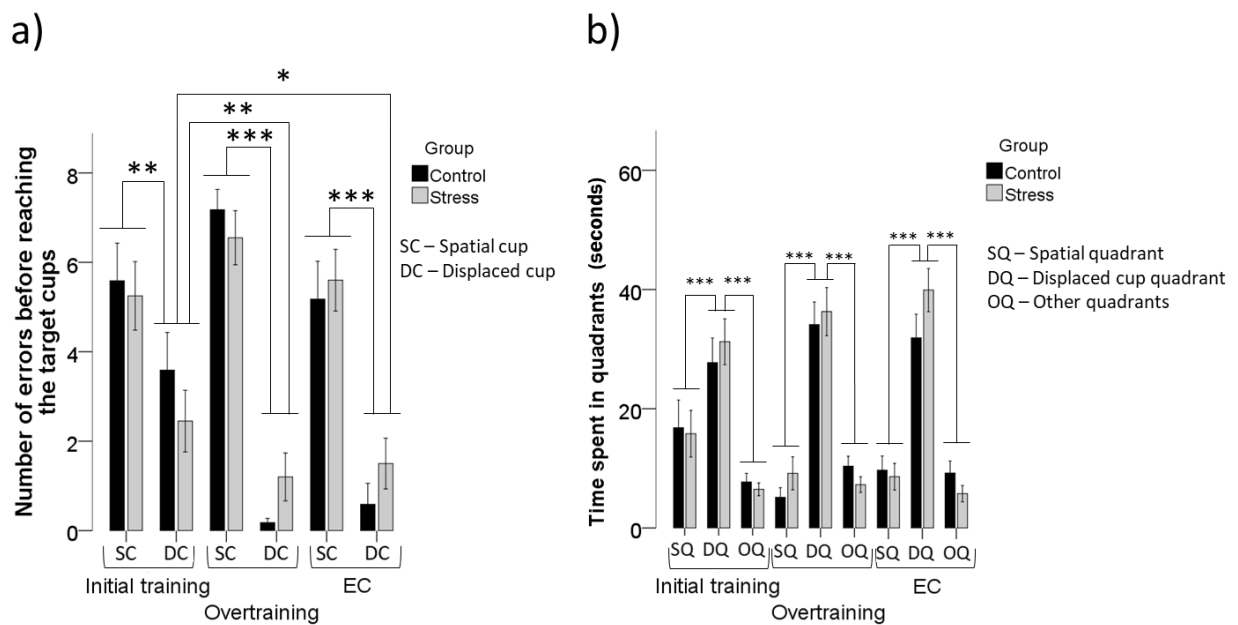 a)
b)
*
**
***
**
***
Group
Control
Stress
SC – Spatial cup
DC – Displaced cup
Number of errors before reaching
the target cups
8
6
4
2
0
SC DC SC DC SC DC
Initial training
Overtraining
EC
Group
Control
Stress
SQ – Spatial quadrant
DQ – Displaced cup quadrant
OQ – Other quadrants
*** ***
*** ***
*** ***
Time spent in quadrants (seconds)
60
40
20
0
SQ DQ OQ SQ DQ OQ SQ DQ OQ
Initial training
Overtraining
EC